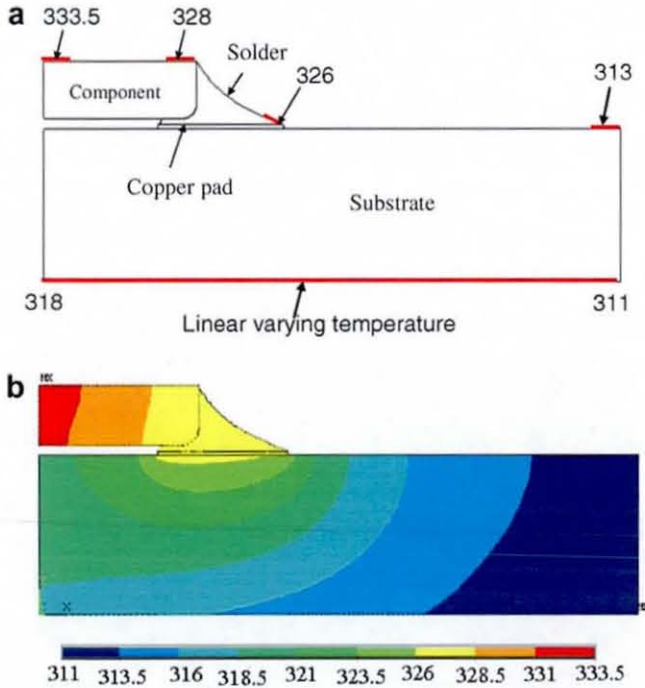 a
333.5
328
Solder
326
313
Component
Copper pad
Substrate
318
311
Linear varying temperature
b
MX
X
311 313.5 316 318.5 321 323.5 326 328.5 331 333.5